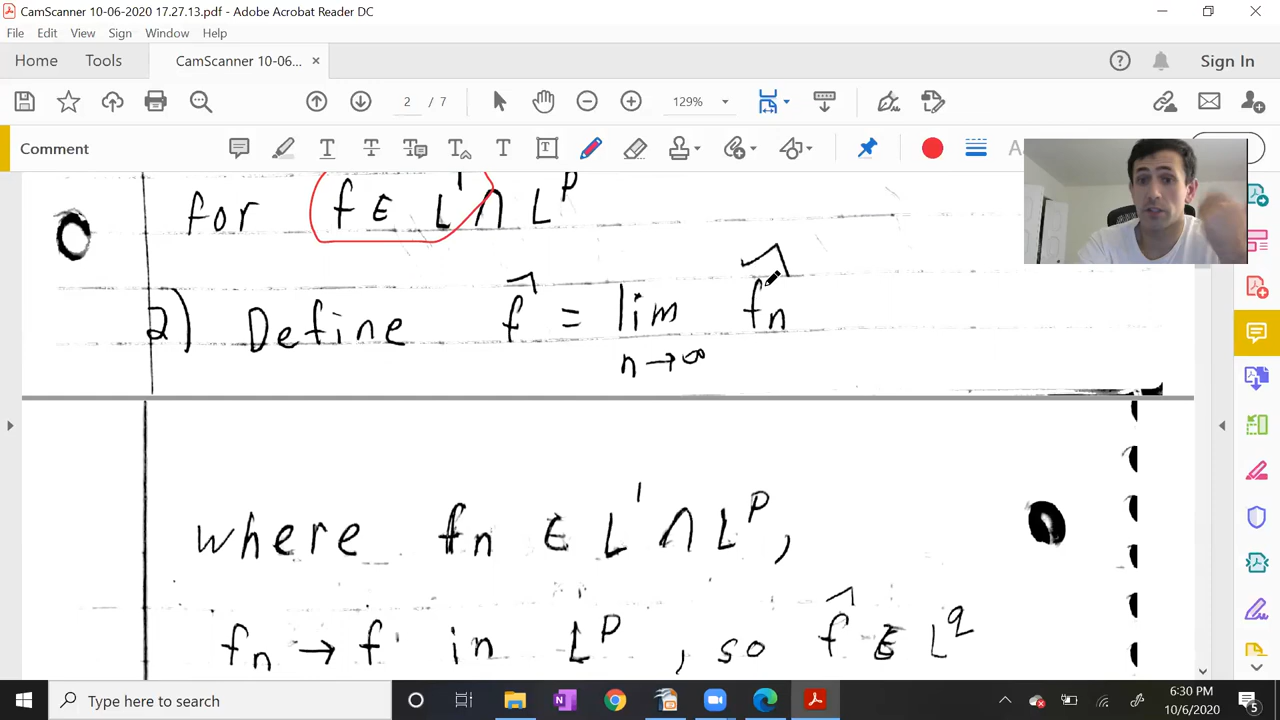 CamScanner 10-06-2020 17.27.13.pdf - Adobe Acrobat Reader DC
File Edit View Sign Window Help
Home Tools CamScanner 10-06... × Sign In
2 / 7 129%
Comment
for f ∈ L¹ ∩ Lᵖ
2) Define f̂ = lim f̂n
n→∞
where fn ∈ L¹ ∩ Lᵖ,
fn → f in Lᵖ, so f̂ ∈ L^q
Type here to search
6:30 PM
10/6/2020
5